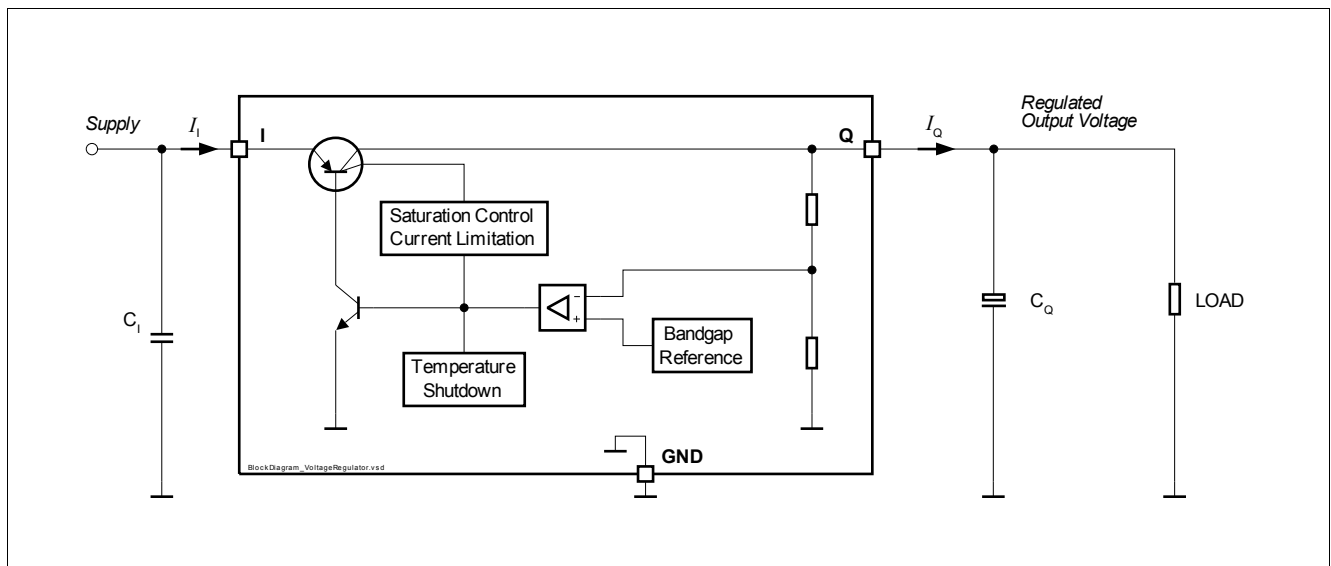 Regulated
Output Voltage
Supply
I_I
I
Q
I_Q
Saturation Control
Current Limitation
C_I
-
+
Bandgap
Reference
C_Q
LOAD
Temperature
Shutdown
GND
BlockDiagram_VoltageRegulator.vsd